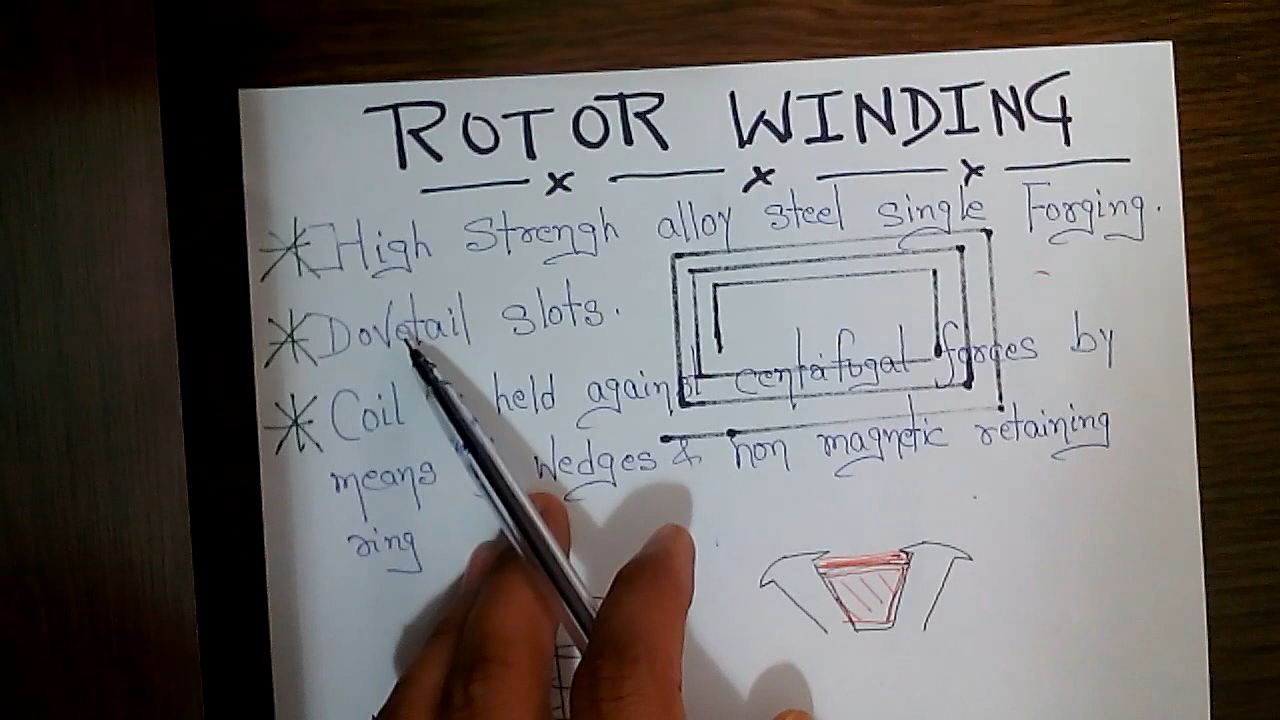 ROTOR WINDING
High Strengh alloy steel single Forging.
Dovetail slots.
Coil held against centrifogal forces by
means wedges & non magnetic retaining
ring